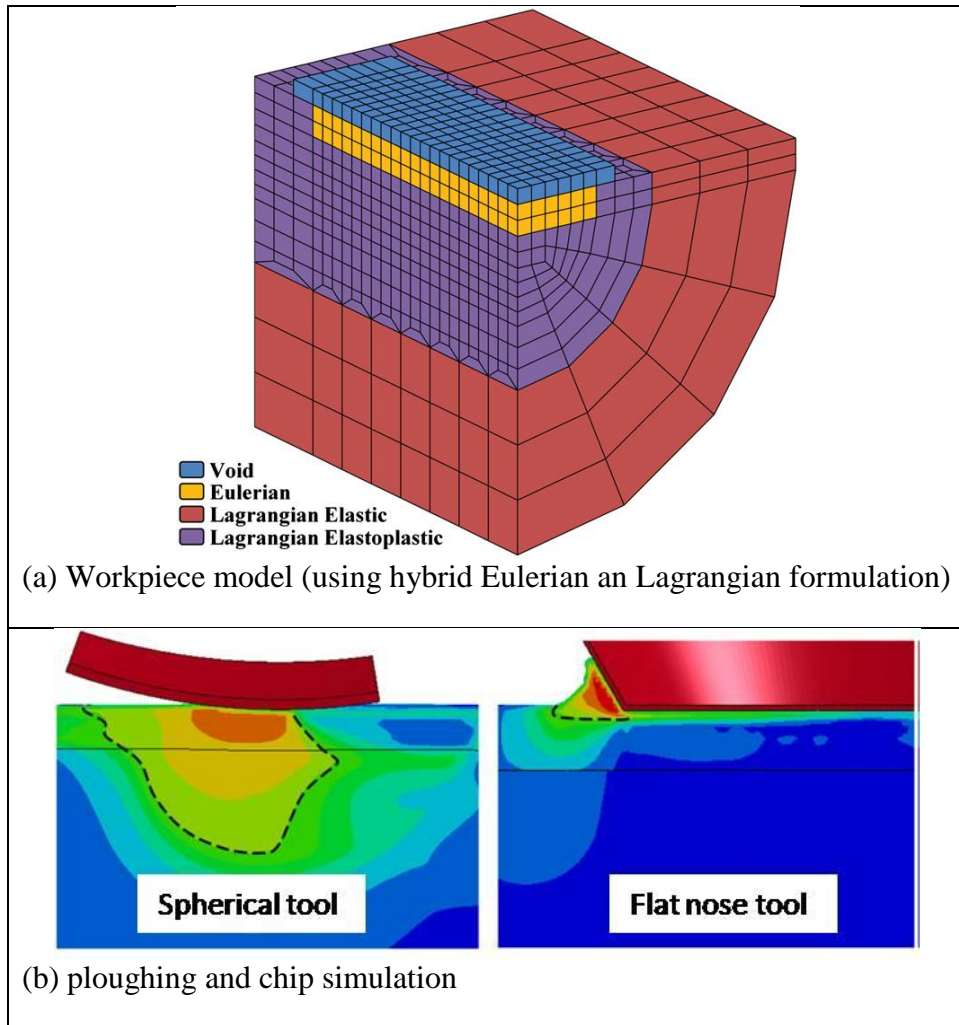 Void
Eulerian
Lagrangian Elastic
Lagrangian Elastoplastic
(a) Workpiece model (using hybrid Eulerian an Lagrangian formulation)
Spherical tool
Flat nose tool
(b) ploughing and chip simulation